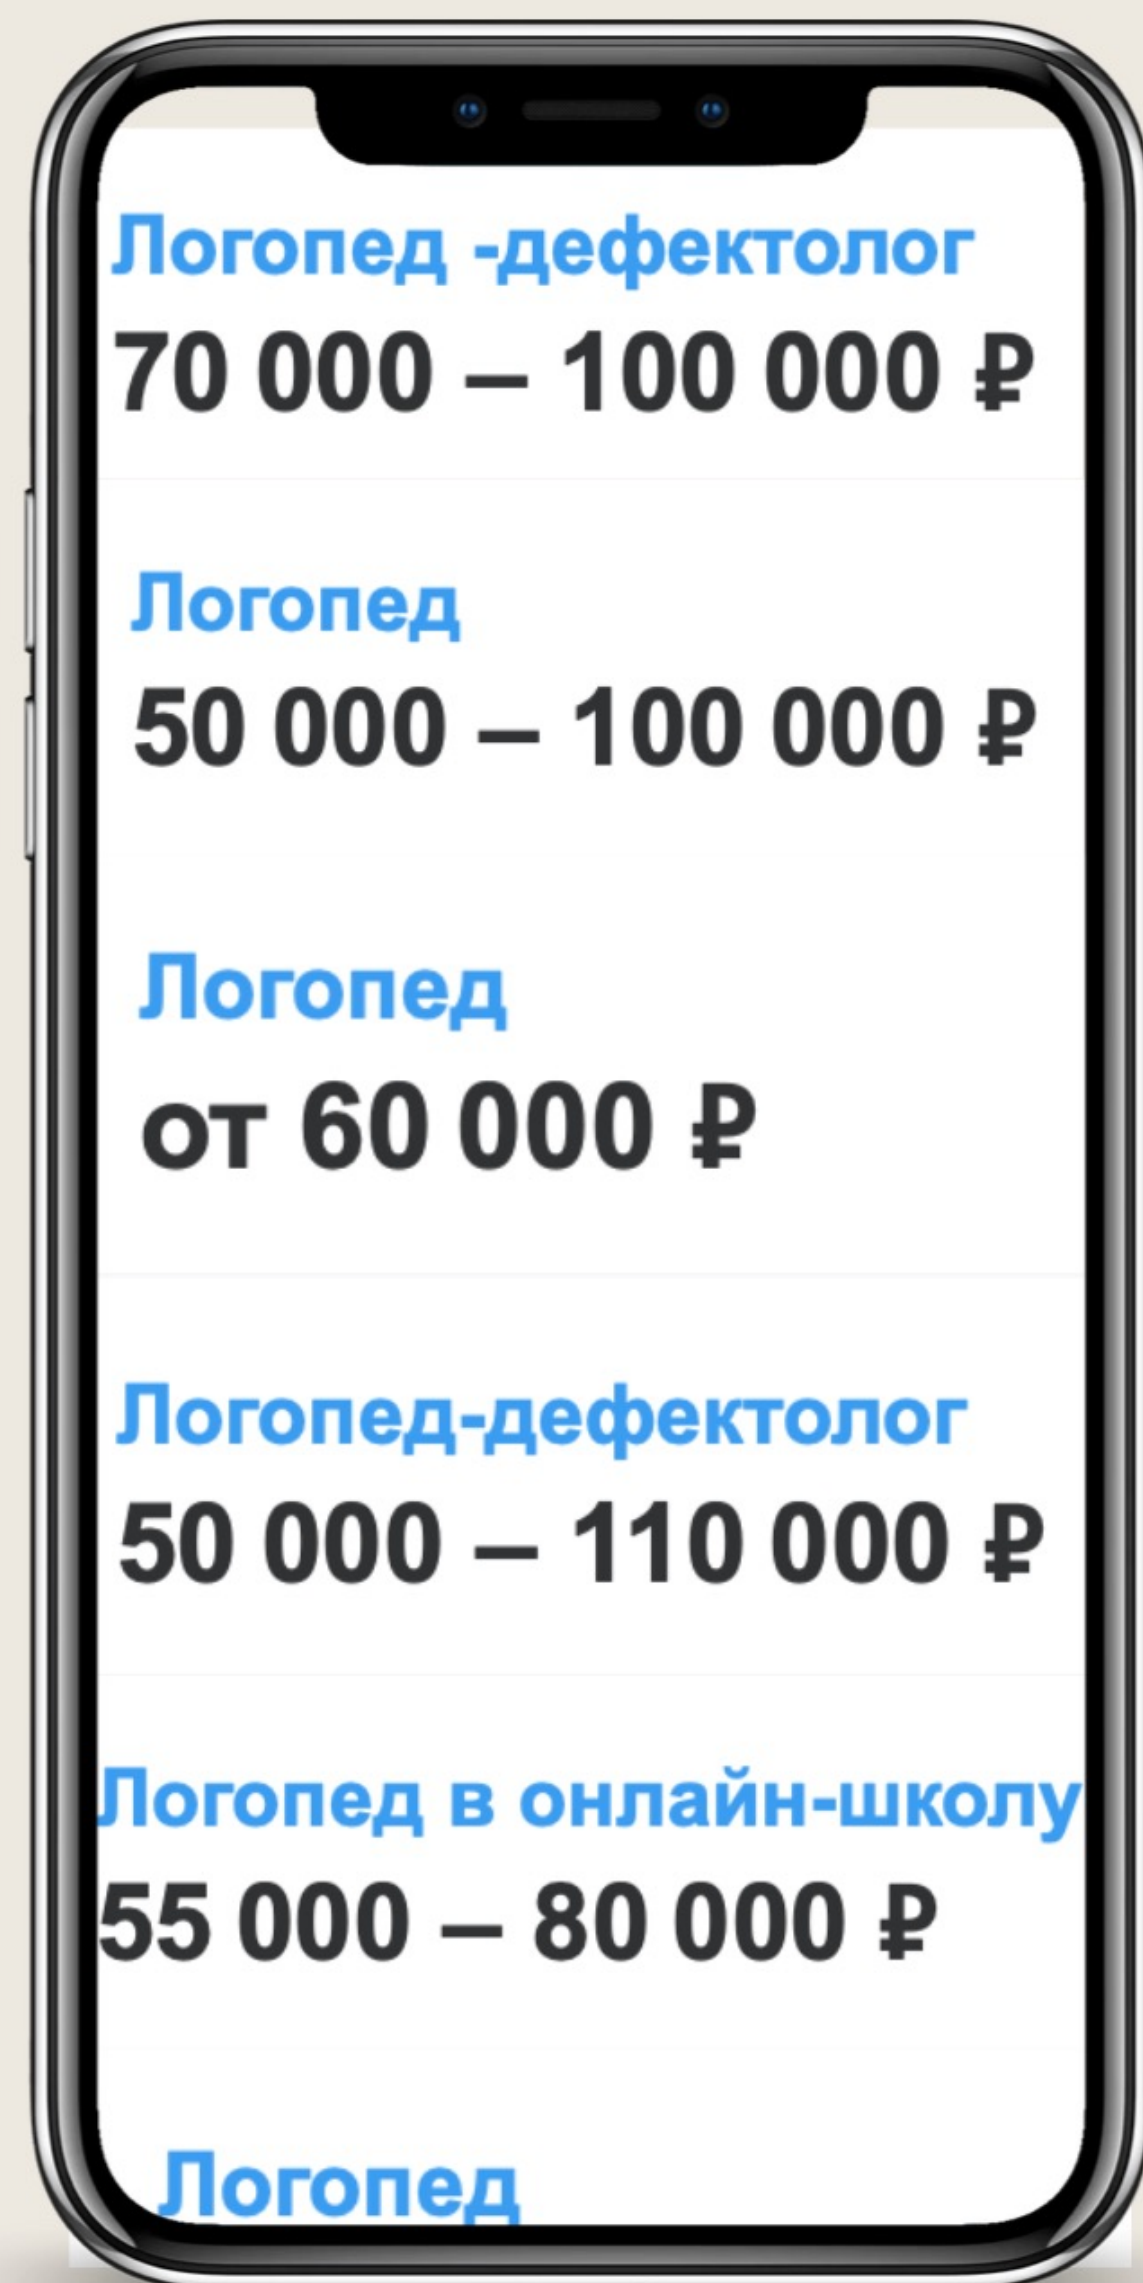 Логопед -дефектолог
70 000 – 100 000 ₽
Логопед
50 000 – 100 000 ₽
Логопед
от 60 000 ₽
Логопед-дефектолог
50 000 – 110 000 ₽
Логопед в онлайн-школу
55 000 – 80 000 ₽
Логопед